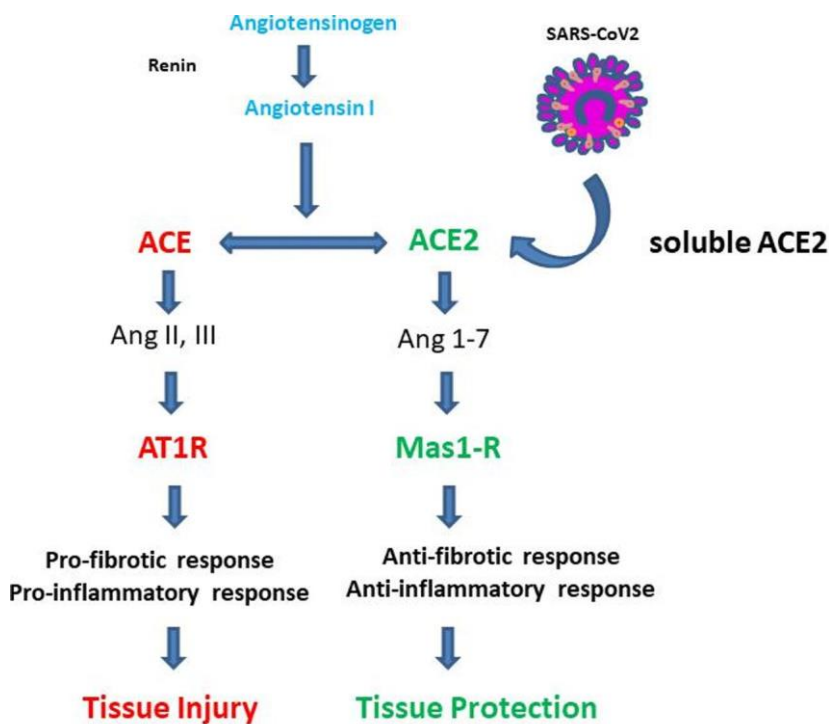 Angiotensinogen
SARS-CoV2
Renin
Angiotensin I
ACE
ACE2
soluble ACE2
Ang II, III
Ang 1-7
AT1R
Mas1-R
Pro-fibrotic response
Pro-inflammatory response
Anti-fibrotic response
Anti-inflammatory response
Tissue Injury
Tissue Protection